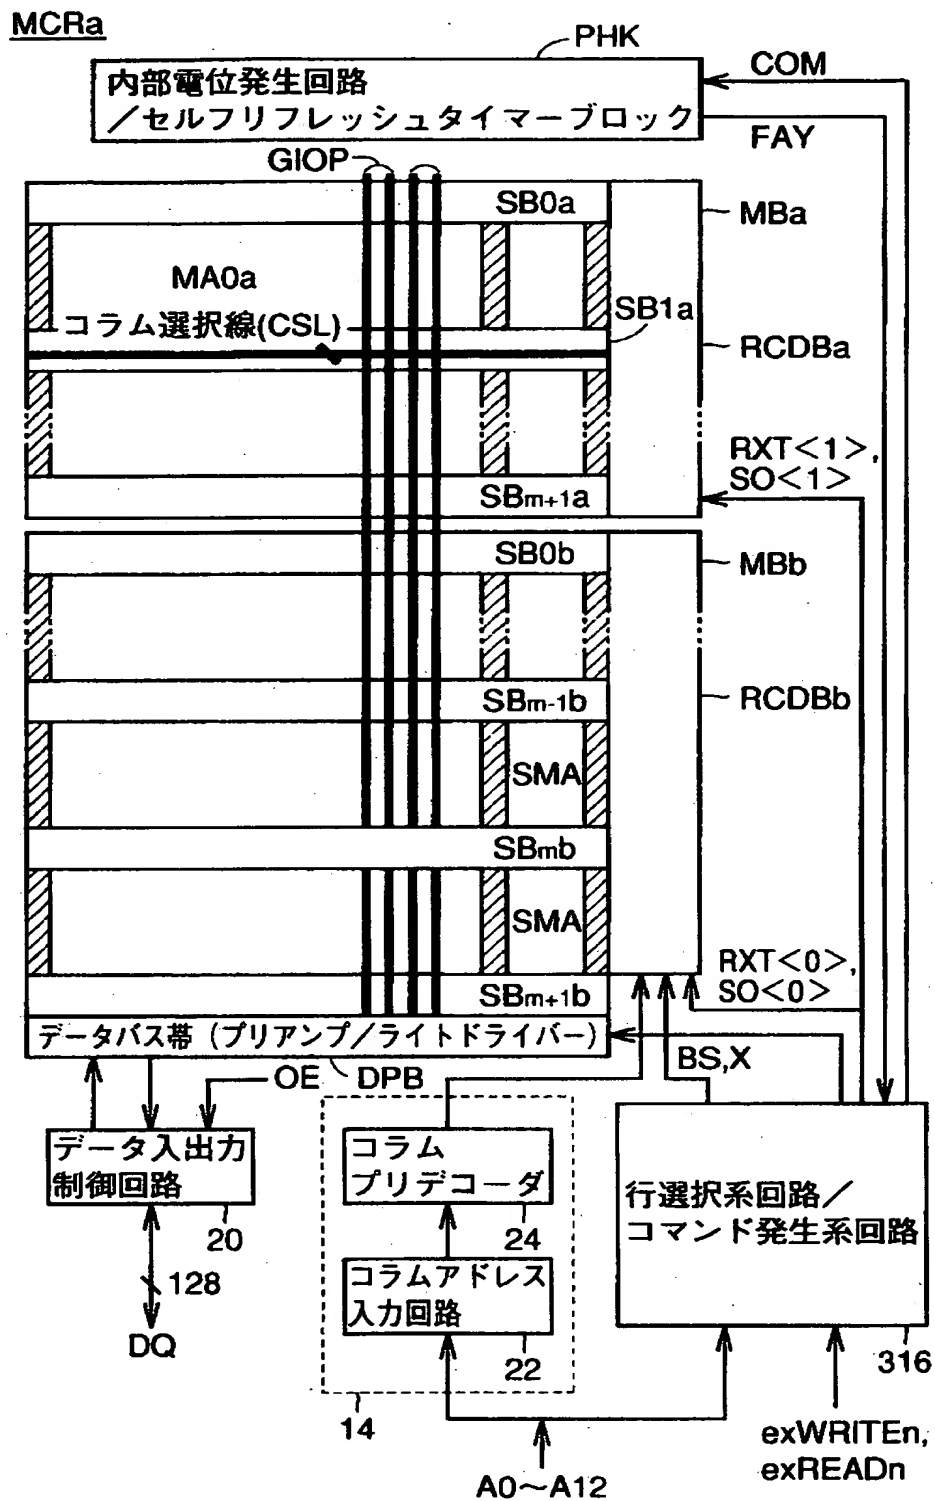 MCRa
PHK
内部電位発生回路
／セルフリフレッシュタイマーブロック
COM
FAY
GIOP
SB0a
MBa
MA0a
SB1a
コラム選択線(CSL)
RCDBa
RXT<1>,
SO<1>
SBm+1a
SB0b
MBb
SBm-1b
RCDBb
SMA
SBmb
SMA
RXT<0>,
SO<0>
SBm+1b
データバス帯（プリアンプ／ライトドライバー）
BS,X
OE
DPB
データ入出力
制御回路
コラム
プリデコーダ
行選択系回路／
コマンド発生系回路
20
24
コラムアドレス
入力回路
128
DQ
22
316
14
exWRITEn,
exREADn
A0～A12